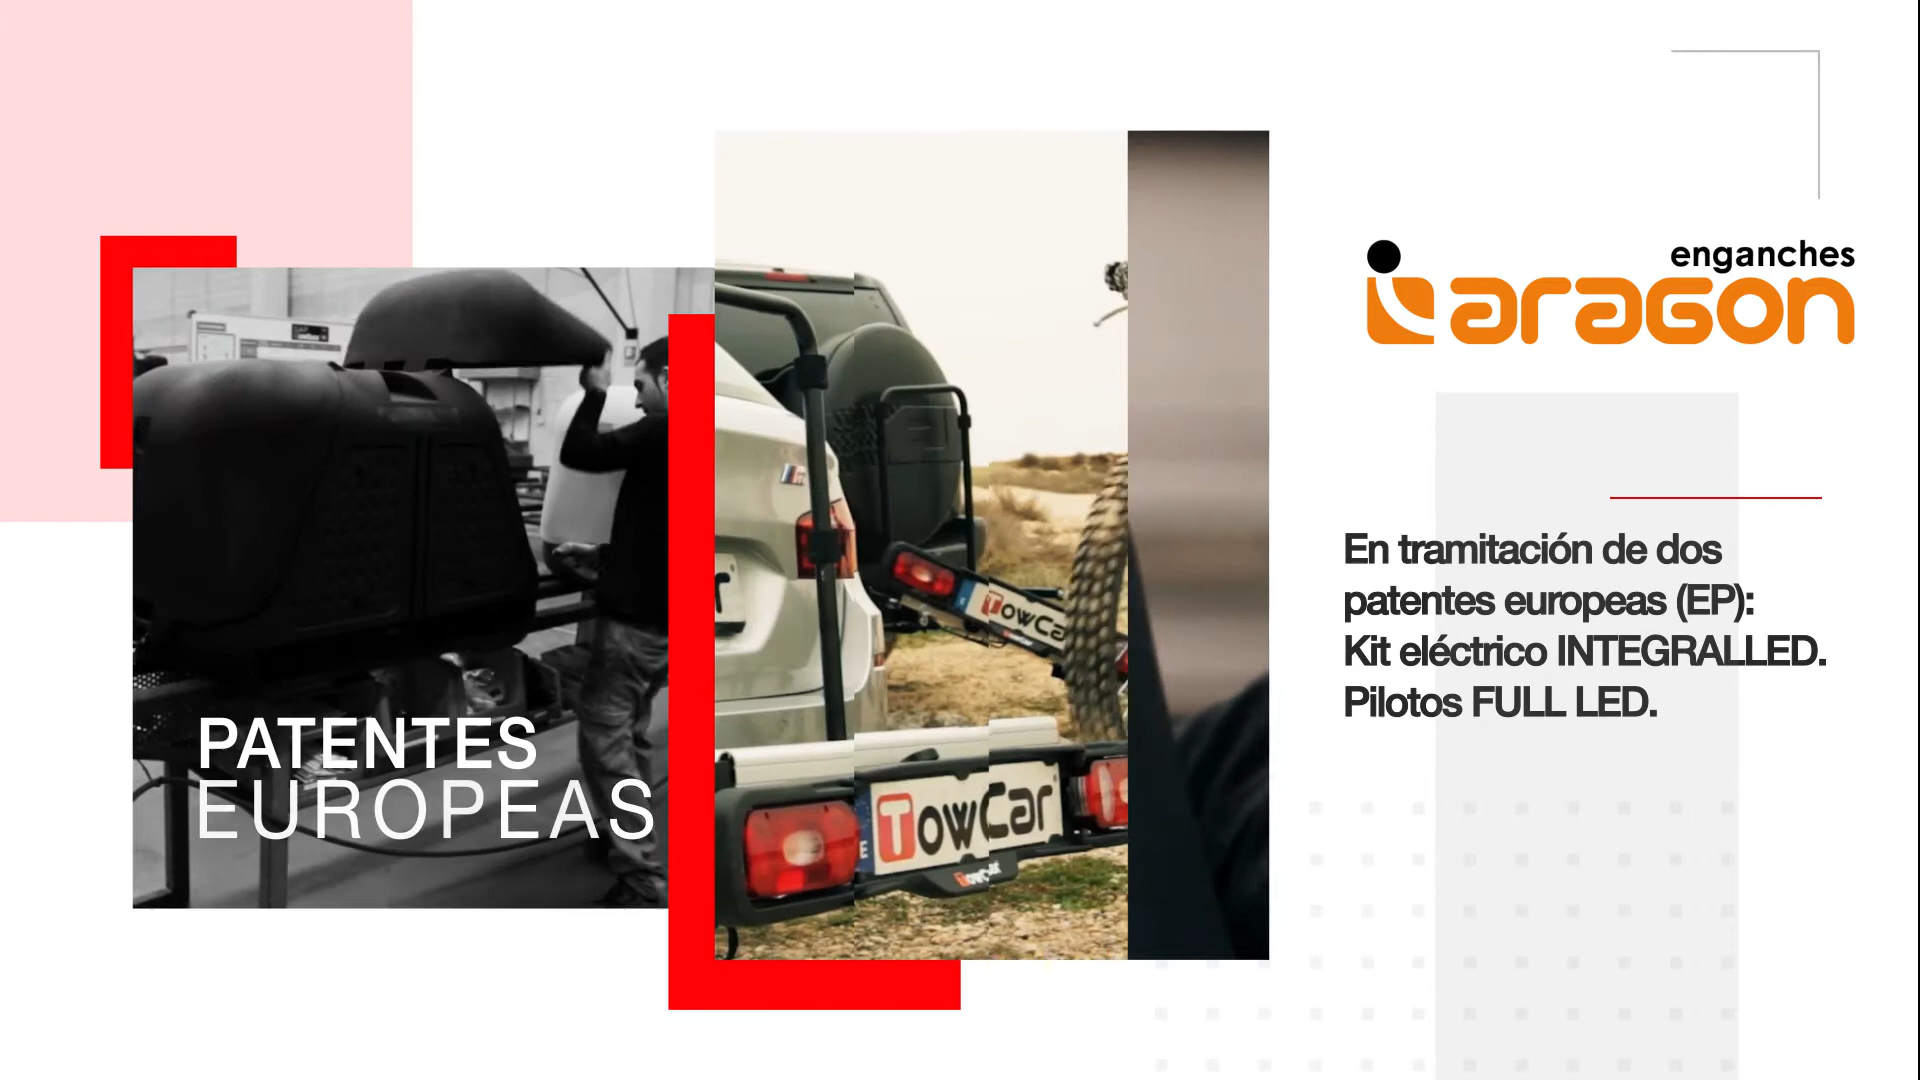 enganches
aragon
En tramitación de dos
patentes europeas (EP):
Kit eléctrico INTEGRALLED.
Pilotos FULL LED.
PATENTES
EUROPEAS
TowCar
TowCar
TowCar